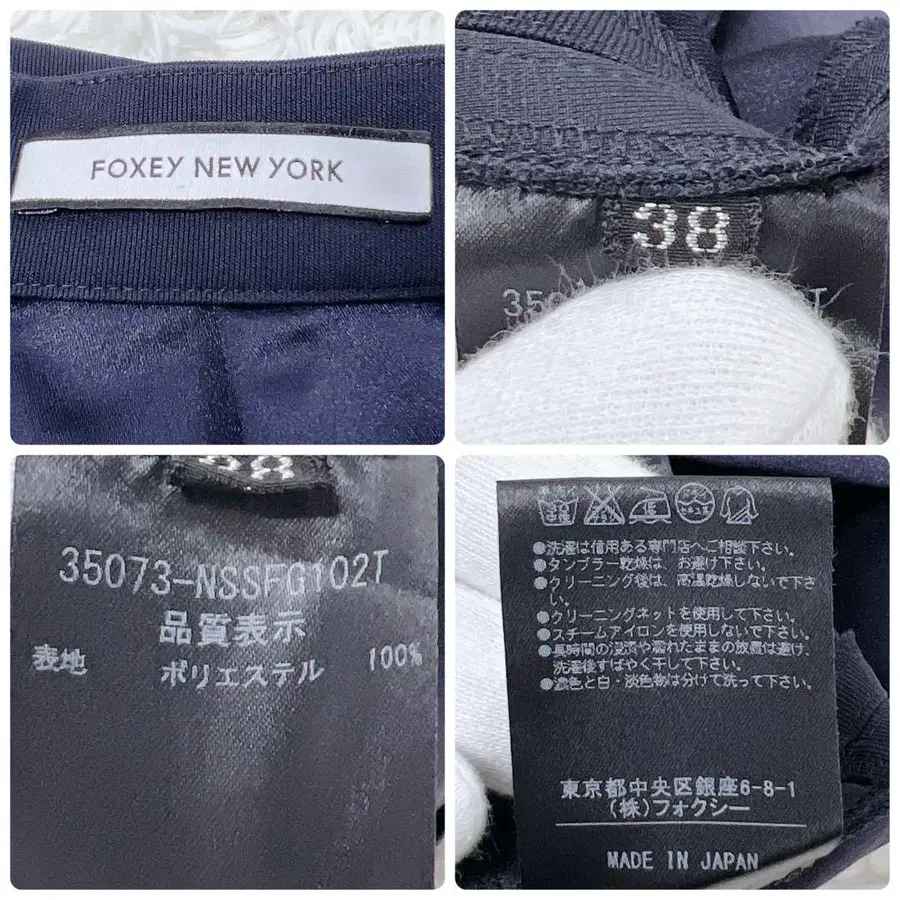 FOXEY NEW YORK
38
35073-NSSFG102T
品質表示
表地 ポリエステル 100%
●洗濯は信用ある専門店へご相談下さい。
●タンブラー乾燥は、お避け下さい。
●クリーニング後は、高温乾燥しないで下さい。
●クリーニングネットを使用して下さい。
●スチームアイロンを使用しないで下さい。
●長時間の浸漬や濡れたままの放置は避け、
洗濯後すばやく干して下さい。
●濃色と白・淡色物は分けて洗って下さい。
東京都中央区銀座6-8-1
(株)フォクシー
MADE IN JAPAN